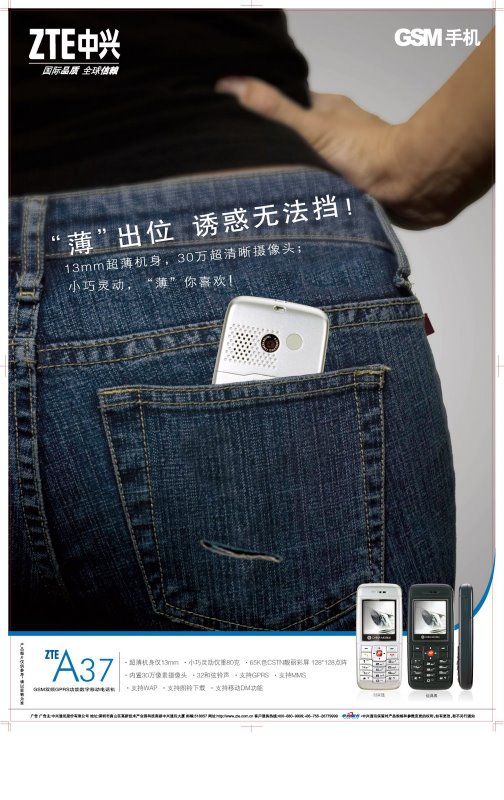 ZTE中兴
国际品质 全球信赖
GSM 手机
“薄”出位 诱惑无法挡！
13mm超薄机身，30万超清晰摄像头；
小巧灵动，“薄”你喜欢！
ZTE
A37
GSM双频GPRS功能数字移动电话机
·超薄机身仅13mm ·小巧灵动仅重80克 ·65K色CSTN靓丽彩屏 128*128点阵
·内置30万像素摄像头 ·32和弦铃声 ·支持GPRS ·支持MMS
·支持WAP ·支持图铃下载 ·支持移动DM功能